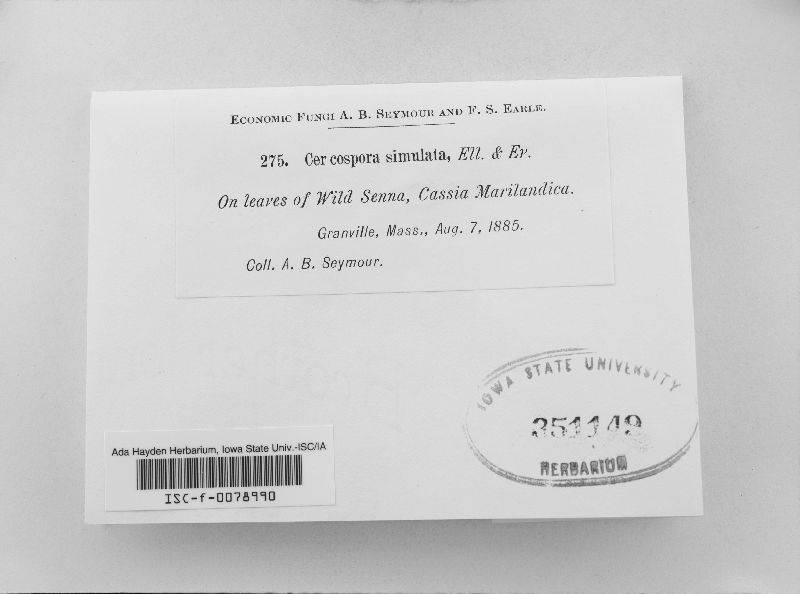 Economic Fungi A. B. Seymour and F. S. Earle.
275. Cercospora simulata, Ell. & Ev.
On leaves of Wild Senna, Cassia Marilandica.
Granville, Mass., Aug. 7, 1885.
Coll. A. B. Seymour.
IOWA STATE UNIVERSITY
351149
HERBARIUM
Ada Hayden Herbarium, Iowa State Univ.-ISC/IA
ISC-f-0078990